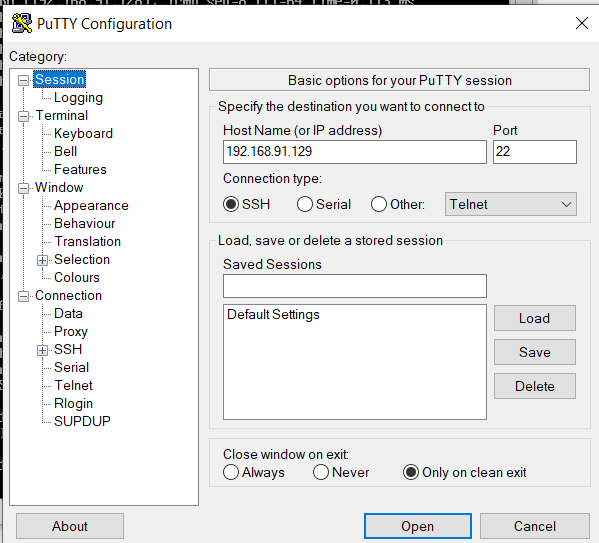 PuTTY Configuration
Category:
Session
Logging
Terminal
Keyboard
Bell
Features
Window
Appearance
Behaviour
Translation
Selection
Colours
Connection
Data
Proxy
SSH
Serial
Telnet
Rlogin
SUPDUP
Basic options for your PuTTY session
Specify the destination you want to connect to
Host Name (or IP address) Port
192.168.91.129 22
Connection type:
SSH Serial Other: Telnet
Load, save or delete a stored session
Saved Sessions
Default Settings
Load
Save
Delete
Close window on exit:
Always Never Only on clean exit
About Open Cancel